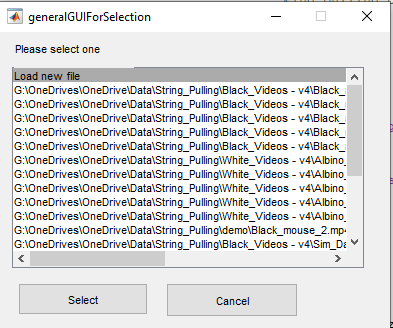 generalGUIForSelection
Please select one
Load new file
G:\OneDrives\OneDrive\Data\String_Pulling\Black_Videos - v4\Black_
G:\OneDrives\OneDrive\Data\String_Pulling\Black_Videos - v4\Black_
G:\OneDrives\OneDrive\Data\String_Pulling\Black_Videos - v4\Black_
G:\OneDrives\OneDrive\Data\String_Pulling\Black_Videos - v4\Black_
G:\OneDrives\OneDrive\Data\String_Pulling\Black_Videos - v4\Black_
G:\OneDrives\OneDrive\Data\String_Pulling\White_Videos - v4\Albino_
G:\OneDrives\OneDrive\Data\String_Pulling\White_Videos - v4\Albino_
G:\OneDrives\OneDrive\Data\String_Pulling\White_Videos - v4\Albino_
G:\OneDrives\OneDrive\Data\String_Pulling\White_Videos - v4\Albino_
G:\OneDrives\OneDrive\Data\String_Pulling\White_Videos - v4\Albino_
G:\OneDrives\OneDrive\Data\String_Pulling\demo\Black_mouse_2.mp4
G:\OneDrives\OneDrive\Data\String_Pulling\Black_Videos - v4\Sim_Da
Select
Cancel